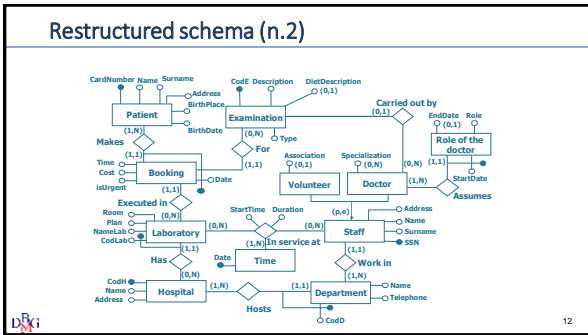 Restructured schema (n.2)
CardNumber Name Surname
Address
BirthPlace
BirthDate
Patient
(1,N)
Makes
(1,1)
Time
Cost
isUrgent
Booking
Date
(1,1)
Executed in
(0,N)
CodE Description
DietDescription
(0,1)
Examination
(0,1)
Type
(0,N)
For
(1,1)
Carried out by
(0,N)
EndDate Role
(0,1)
Role of the doctor
(1,1)
StartDate
Assumes
(1,N)
Association
(0,1)
Volunteer
Specialization
(0,N)
Doctor
(p,e)
Room
Plan
NameLab
CodLab
Laboratory
(0,N)
StartTime Duration
(0,N)
In service at
(1,N)
Date
Time
Staff
Address
Name
Surname
SSN
(1,1)
Work in
(1,N)
(1,1)
Has
(0,N)
CodH
Name
Address
Hospital
(1,N)
Hosts
(1,1)
Department
Name
Telephone
CodD
DBMG
12